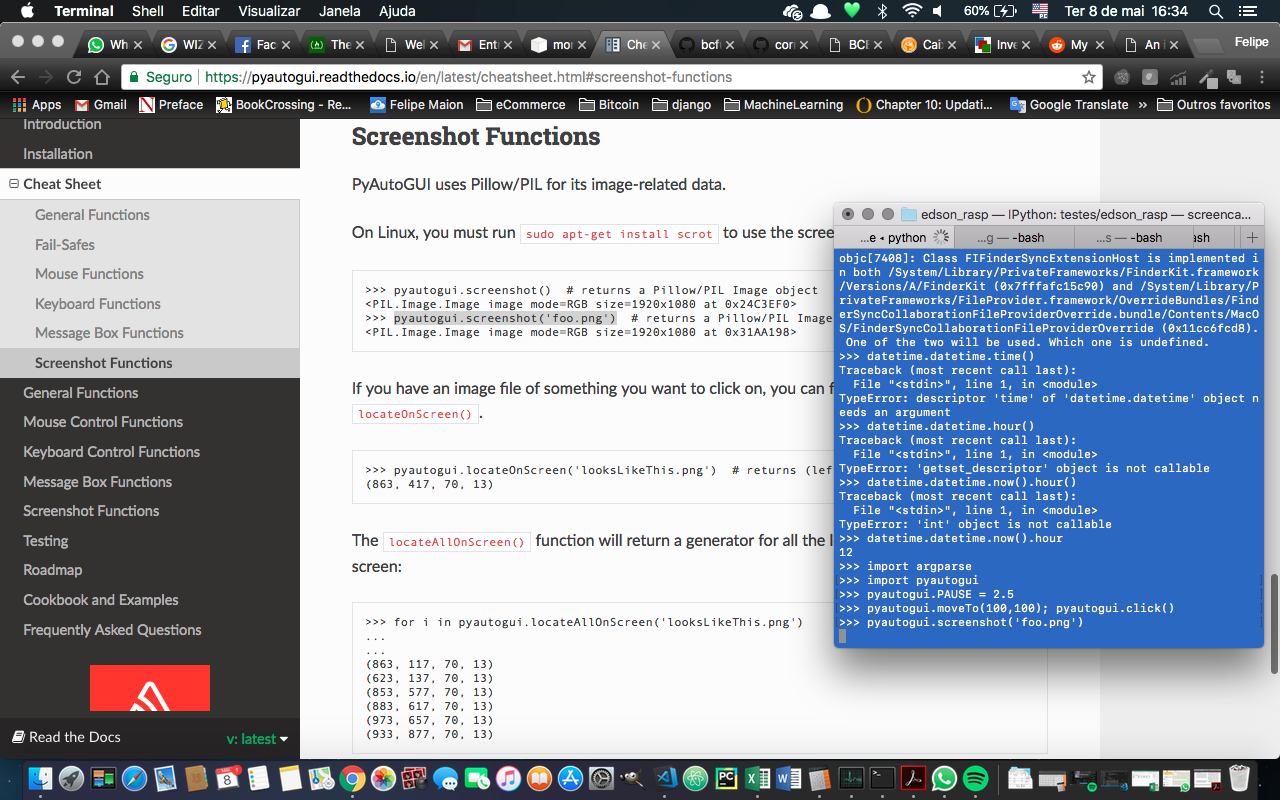 Terminal Shell Editar Visualizar Janela Ajuda 60% Ter 8 de mai 16:34
Wh WIZ Fac The Wel Entr mor Che bcf corr BCF Caix Inve My An i Felipe
Seguro https://pyautogui.readthedocs.io/en/latest/cheatsheet.html#screenshot-functions
Apps Gmail Preface BookCrossing - Re... Felipe Maion eCommerce Bitcoin django MachineLearning Chapter 10: Updati... Google Translate » Outros favoritos
Introduction
Installation
Cheat Sheet
General Functions
Fail-Safes
Mouse Functions
Keyboard Functions
Message Box Functions
Screenshot Functions
General Functions
Mouse Control Functions
Keyboard Control Functions
Message Box Functions
Screenshot Functions
Testing
Roadmap
Cookbook and Examples
Frequently Asked Questions
Read the Docs v: latest
Screenshot Functions
PyAutoGUI uses Pillow/PIL for its image-related data.
On Linux, you must run sudo apt-get install scrot to use the scree
>>> pyautogui.screenshot()  # returns a Pillow/PIL Image object
<PIL.Image.Image image mode=RGB size=1920x1080 at 0x24C3EF0>
>>> pyautogui.screenshot('foo.png')  # returns a Pillow/PIL Image
<PIL.Image.Image image mode=RGB size=1920x1080 at 0x31AA198>
If you have an image file of something you want to click on, you can f
locateOnScreen() .
>>> pyautogui.locateOnScreen('looksLikeThis.png')  # returns (lef
(863, 417, 70, 13)
The locateAllOnScreen() function will return a generator for all the l
screen:
>>> for i in pyautogui.locateAllOnScreen('looksLikeThis.png')
...
...
(863, 117, 70, 13)
(623, 137, 70, 13)
(853, 577, 70, 13)
(883, 617, 70, 13)
(973, 657, 70, 13)
(933, 877, 70, 13)
edson_rasp — IPython: testes/edson_rasp — screenca...
...e ◂ python ...g — -bash ...s — -bash ash +
objc[7408]: Class FIFinderSyncExtensionHost is implemented i
n both /System/Library/PrivateFrameworks/FinderKit.framework
/Versions/A/FinderKit (0x7fffafc15c90) and /System/Library/P
rivateFrameworks/FileProvider.framework/OverrideBundles/Find
erSyncCollaborationFileProviderOverride.bundle/Contents/MacO
S/FinderSyncCollaborationFileProviderOverride (0x11cc6fcd8).
One of the two will be used. Which one is undefined.
>>> datetime.datetime.time()
Traceback (most recent call last):
File "<stdin>", line 1, in <module>
TypeError: descriptor 'time' of 'datetime.datetime' object n
eeds an argument
>>> datetime.datetime.hour()
Traceback (most recent call last):
File "<stdin>", line 1, in <module>
TypeError: 'getset_descriptor' object is not callable
>>> datetime.datetime.now().hour()
Traceback (most recent call last):
File "<stdin>", line 1, in <module>
TypeError: 'int' object is not callable
>>> datetime.datetime.now().hour
12
>>> import argparse
>>> import pyautogui
>>> pyautogui.PAUSE = 2.5
>>> pyautogui.moveTo(100,100); pyautogui.click()
>>> pyautogui.screenshot('foo.png')